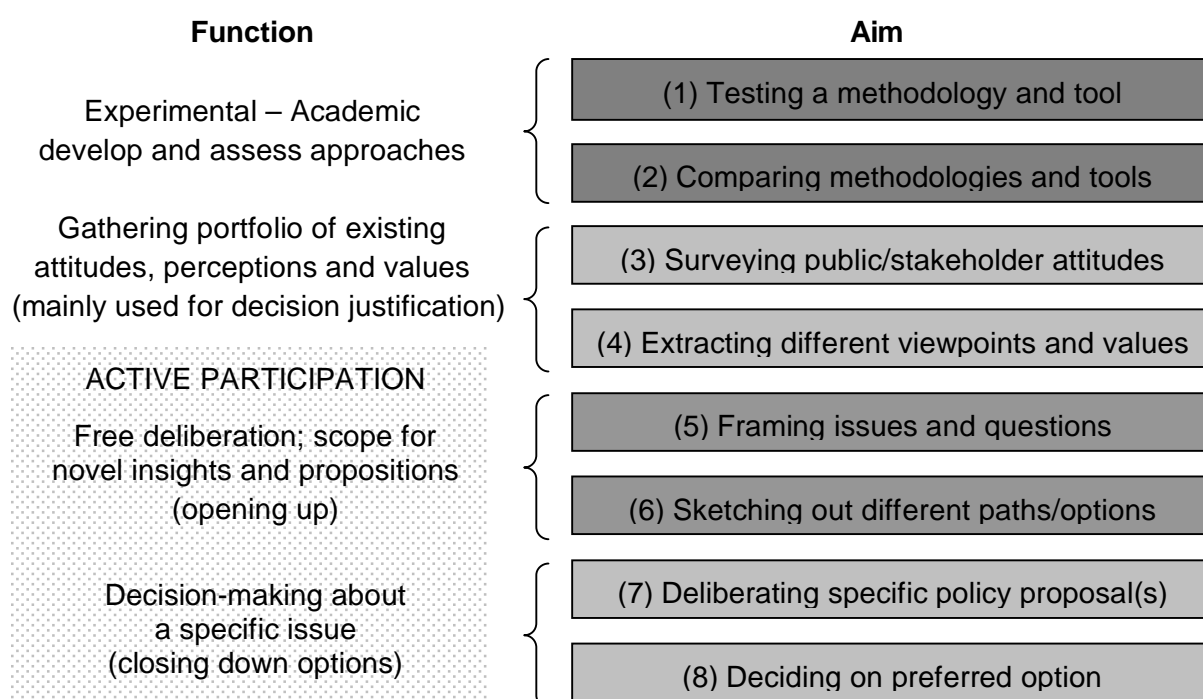 Function
Aim
Experimental – Academic
develop and assess approaches
(1) Testing a methodology and tool
(2) Comparing methodologies and tools
Gathering portfolio of existing
attitudes, perceptions and values
(mainly used for decision justification)
(3) Surveying public/stakeholder attitudes
(4) Extracting different viewpoints and values
ACTIVE PARTICIPATION
Free deliberation; scope for
novel insights and propositions
(opening up)
(5) Framing issues and questions
(6) Sketching out different paths/options
Decision-making about
a specific issue
(closing down options)
(7) Deliberating specific policy proposal(s)
(8) Deciding on preferred option